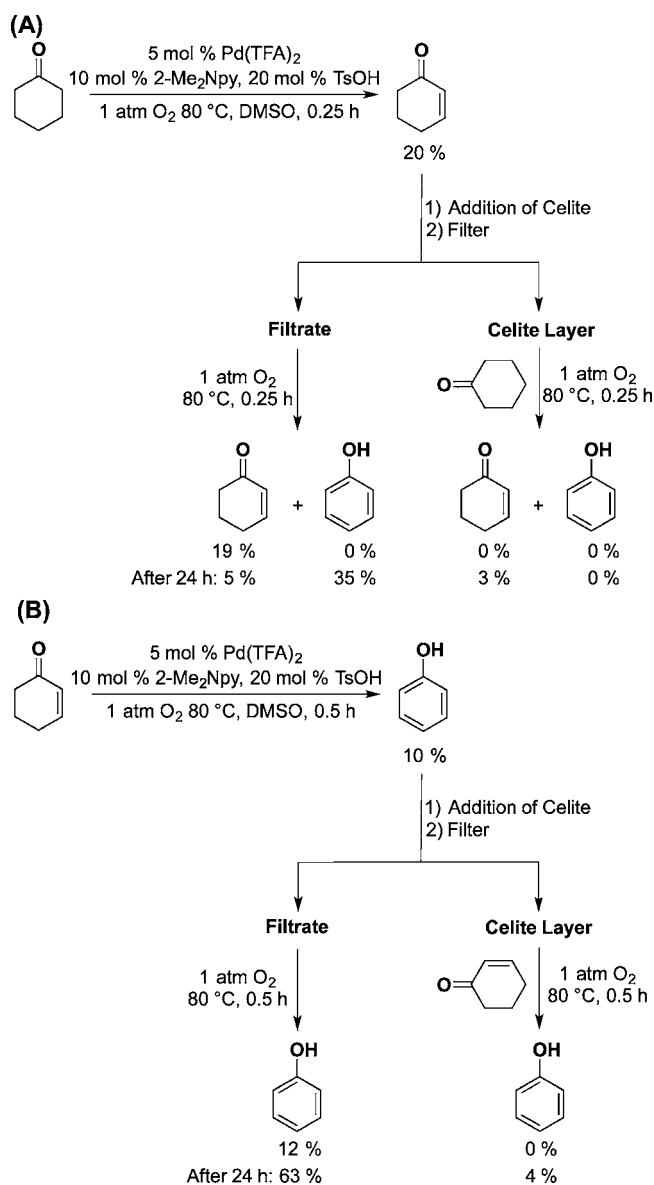 (A)
O
5 mol % Pd(TFA)2
10 mol % 2-Me2Npy, 20 mol % TsOH
1 atm O2 80 °C, DMSO, 0.25 h
O
20 %
1) Addition of Celite
2) Filter
Filtrate
Celite Layer
1 atm O2
80 °C, 0.25 h
O
1 atm O2
80 °C, 0.25 h
O
OH
O
OH
+
+
19 %
0 %
0 %
0 %
After 24 h: 5 %
35 %
3 %
0 %
(B)
O
5 mol % Pd(TFA)2
10 mol % 2-Me2Npy, 20 mol % TsOH
1 atm O2 80 °C, DMSO, 0.5 h
OH
10 %
1) Addition of Celite
2) Filter
Filtrate
Celite Layer
1 atm O2
80 °C, 0.5 h
O
1 atm O2
80 °C, 0.5 h
OH
OH
12 %
0 %
After 24 h: 63 %
4 %